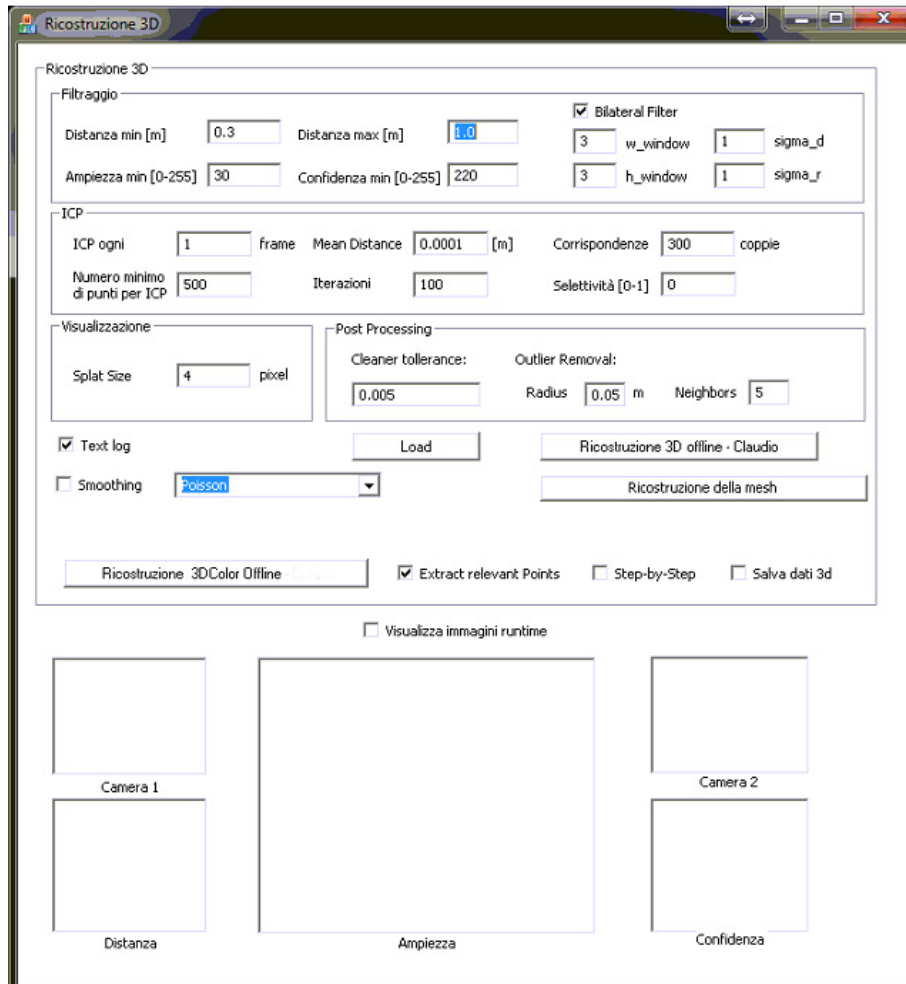 Ricostruzione 3D
Ricostruzione 3D
Filtraggio
Distanza min [m] 0.3 Distanza max [m] 1.0
Bilateral Filter
3 w_window 1 sigma_d
Ampiezza min [0-255] 30 Confidenza min [0-255] 220
3 h_window 1 sigma_r
ICP
ICP ogni 1 frame Mean Distance 0.0001 [m] Corrispondenze 300 coppie
Numero minimo
di punti per ICP 500 Iterazioni 100 Selettività [0-1] 0
Visualizzazione
Splat Size 4 pixel
Post Processing
Cleaner tollerance: Outlier Removal:
0.005 Radius 0.05 m Neighbors 5
Text log Load Ricostruzione 3D offline - Claudio
Smoothing Poisson Ricostruzione della mesh
Ricostruzione 3DColor Offline Extract relevant Points Step-by-Step Salva dati 3d
Visualizza immagini runtime
Camera 1 Camera 2
Distanza Ampiezza Confidenza